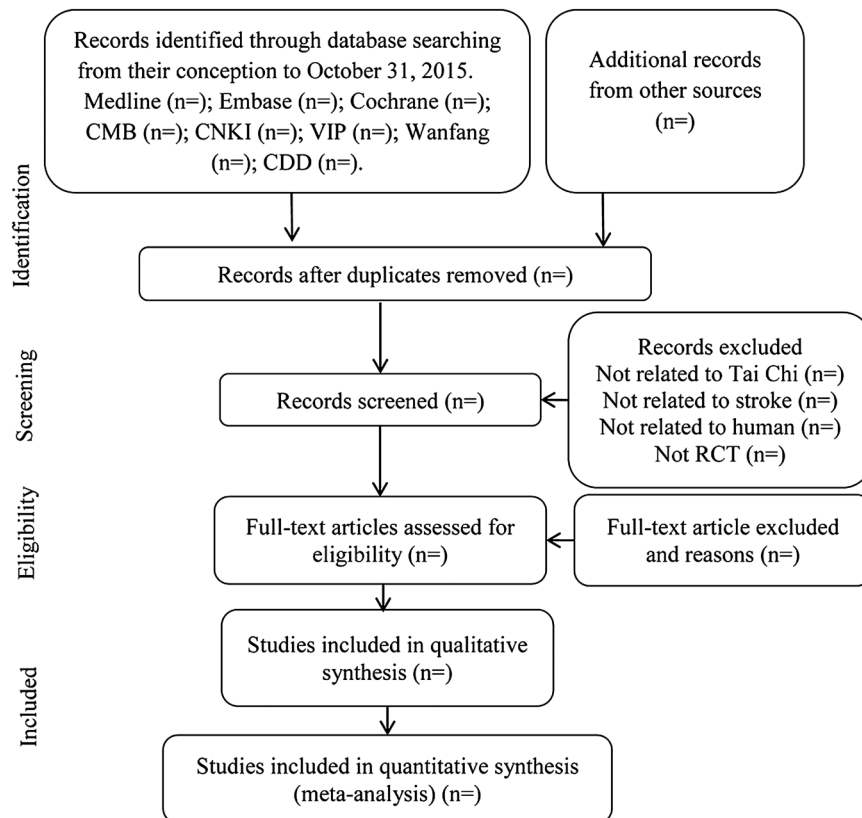 Records identified through database searching
from their conception to October 31, 2015.
Medline (n=); Embase (n=); Cochrane (n=);
CMB (n=); CNKI (n=); VIP (n=); Wanfang
(n=); CDD (n=).
Additional records
from other sources
(n=)
Identification
Records after duplicates removed (n=)
Screening
Records screened (n=)
Records excluded
Not related to Tai Chi (n=)
Not related to stroke (n=)
Not related to human (n=)
Not RCT (n=)
Eligibility
Full-text articles assessed for
eligibility (n=)
Full-text article excluded
and reasons (n=)
Included
Studies included in qualitative
synthesis (n=)
Studies included in quantitative synthesis
(meta-analysis) (n=)